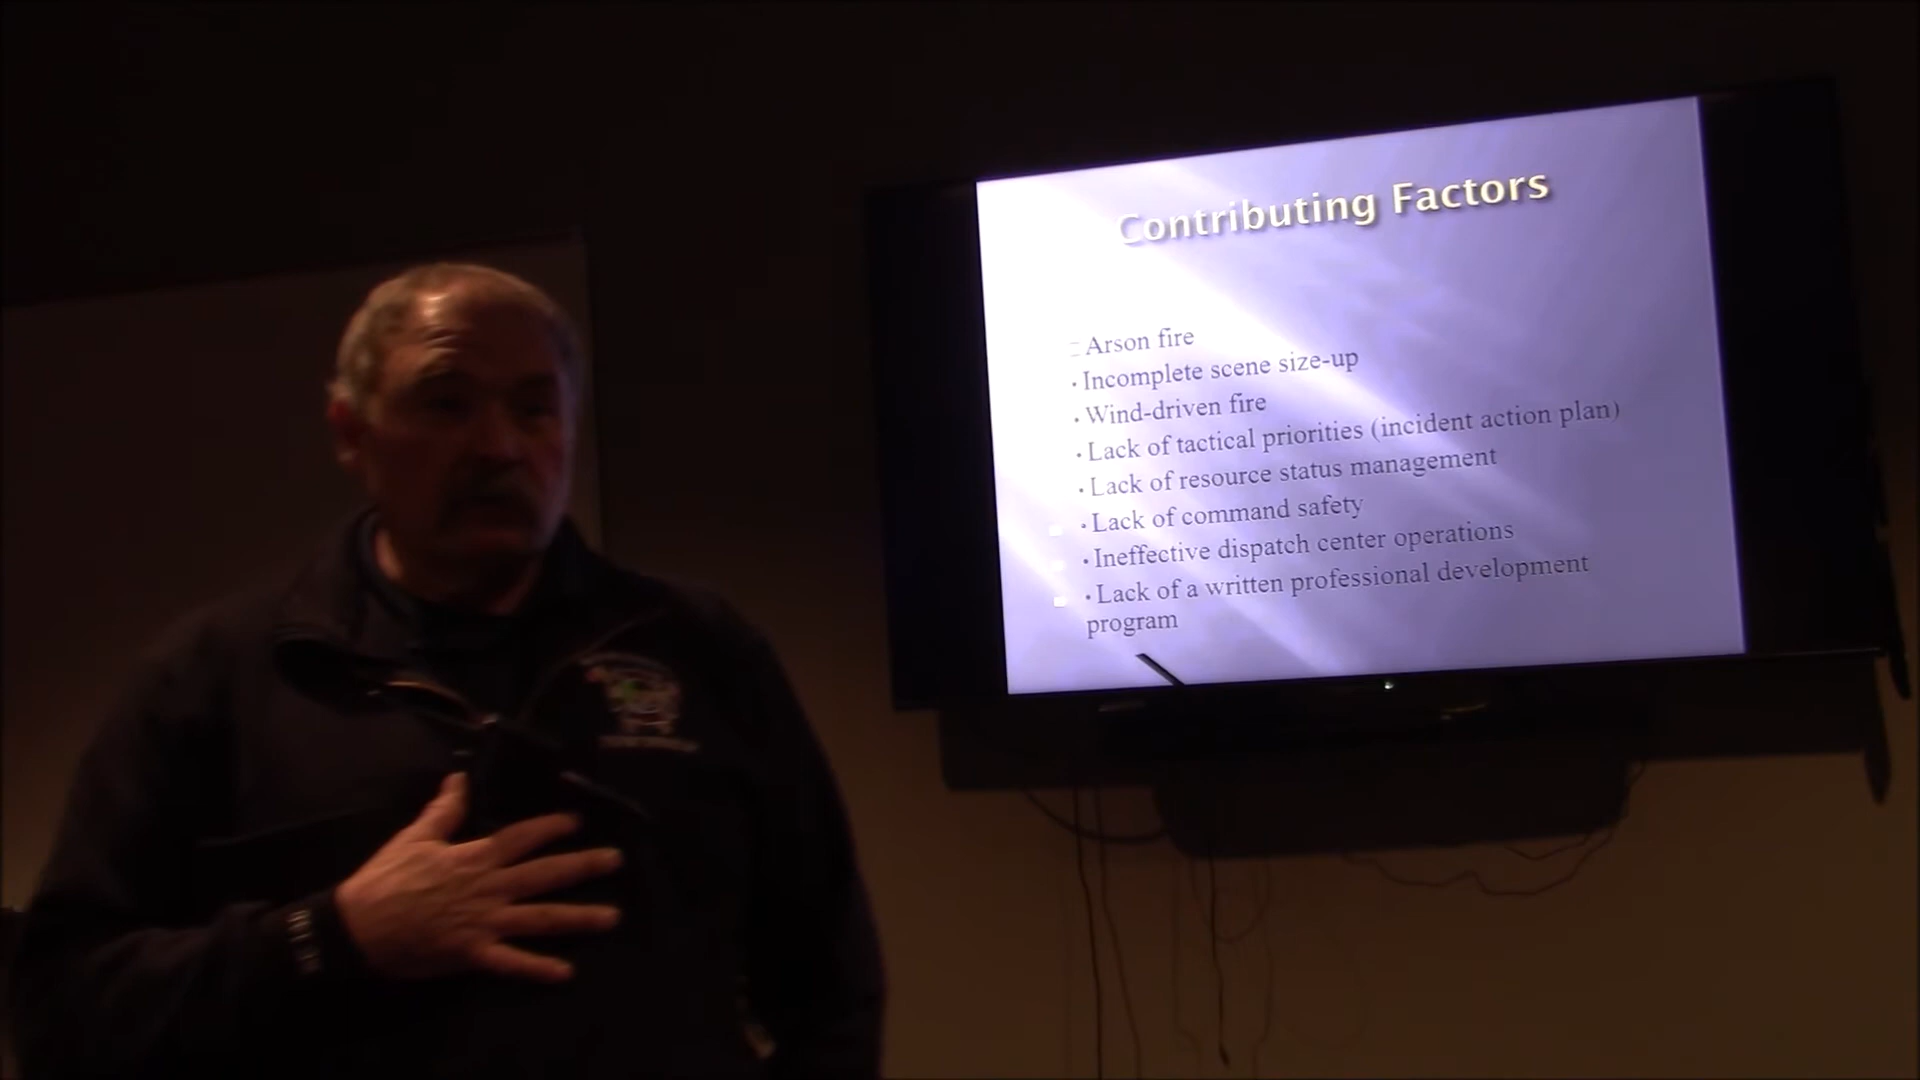 Contributing Factors
Arson fire
• Incomplete scene size-up
• Wind-driven fire
• Lack of tactical priorities (incident action plan)
• Lack of resource status management
• Lack of command safety
• Ineffective dispatch center operations
• Lack of a written professional development
program